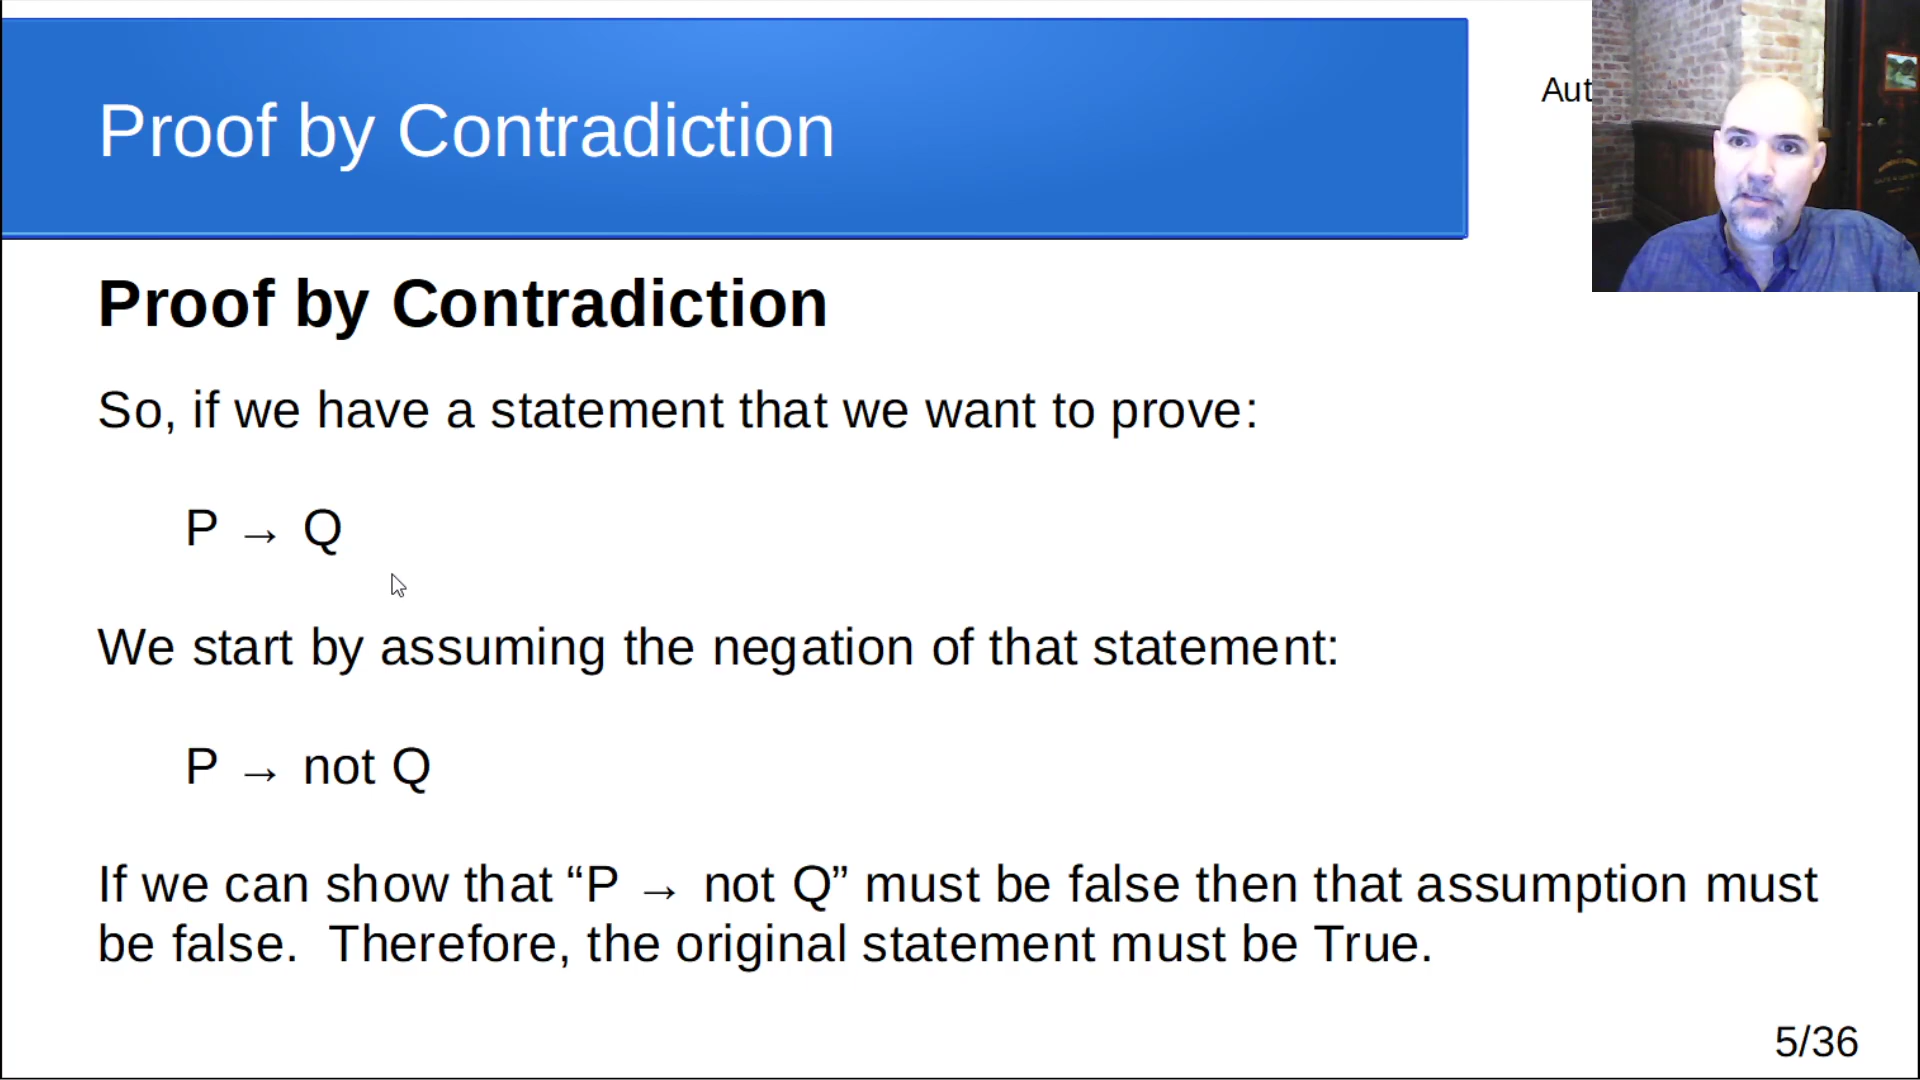 Proof by Contradiction
Aut
Proof by Contradiction
So, if we have a statement that we want to prove:
P → Q
We start by assuming the negation of that statement:
P → not Q
If we can show that “P → not Q” must be false then that assumption must
be false.  Therefore, the original statement must be True.
5/36